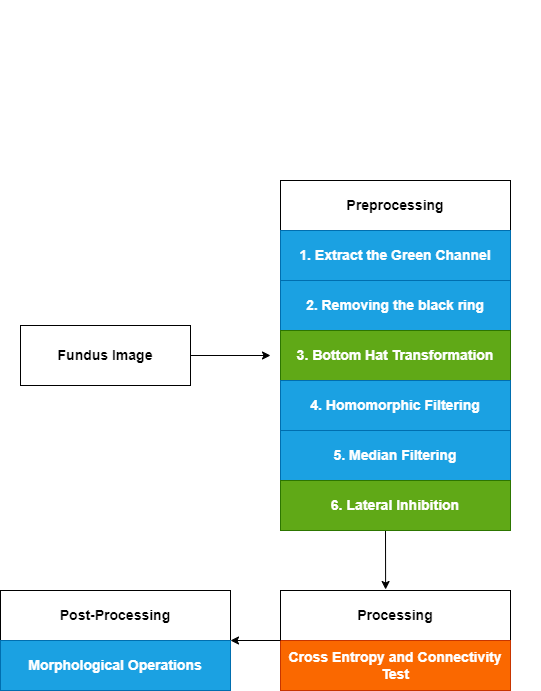 Preprocessing
1. Extract the Green Channel
2. Removing the black ring
Fundus Image
3. Bottom Hat Transformation
4. Homomorphic Filtering
5. Median Filtering
6. Lateral Inhibition
Post-Processing
Processing
Morphological Operations
Cross Entropy and Connectivity
Test